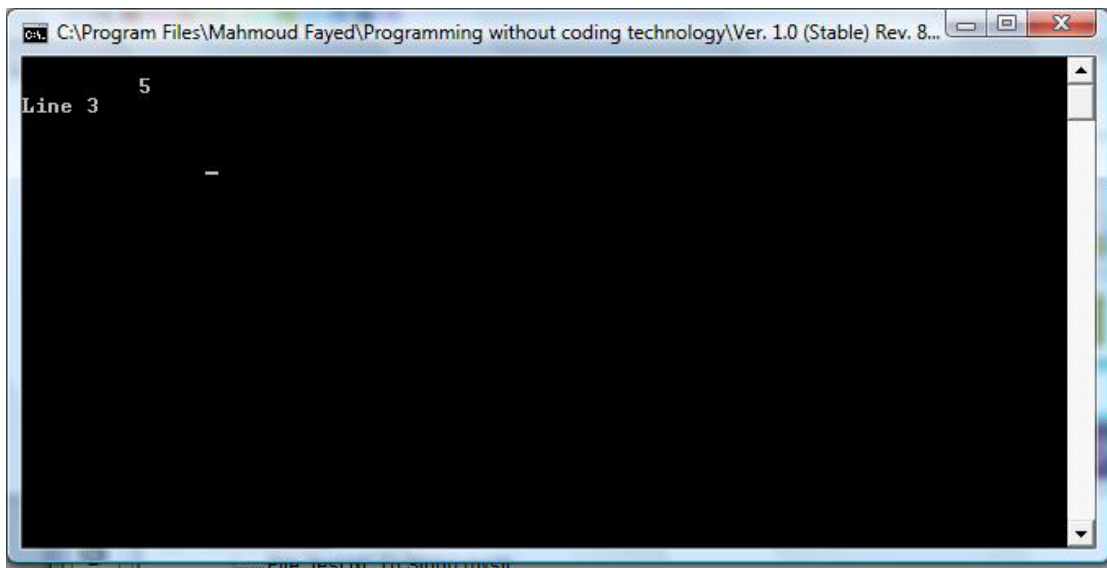 C:\Program Files\Mahmoud Fayed\Programming without coding technology\Ver. 1.0 (Stable) Rev. 8...
5
Line 3